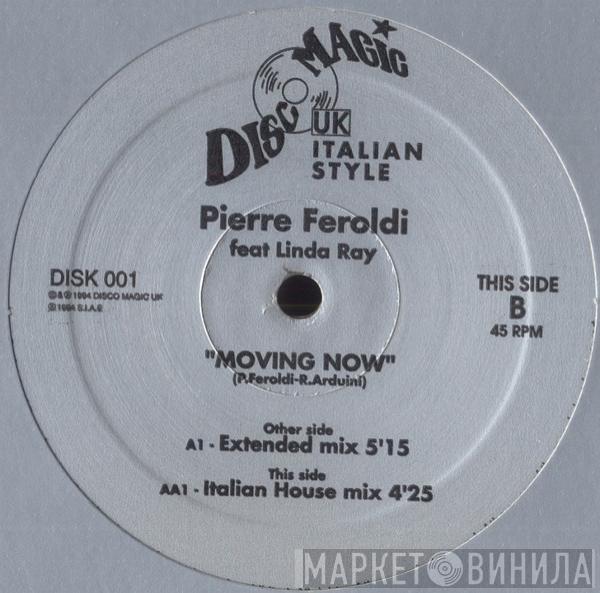 DISCO MAGIC
UK
ITALIAN
STYLE
Pierre Feroldi
feat Linda Ray
DISK 001
©&℗ 1994 DISCO MAGIC UK
℗ 1994 S.I.A.E
THIS SIDE
B
45 RPM
"MOVING NOW"
(P.Feroldi-R.Arduini)
Other side
A1 - Extended mix 5'15
This side
AA1 - Italian House mix 4'25
МАРКЕТ ВИНИЛА